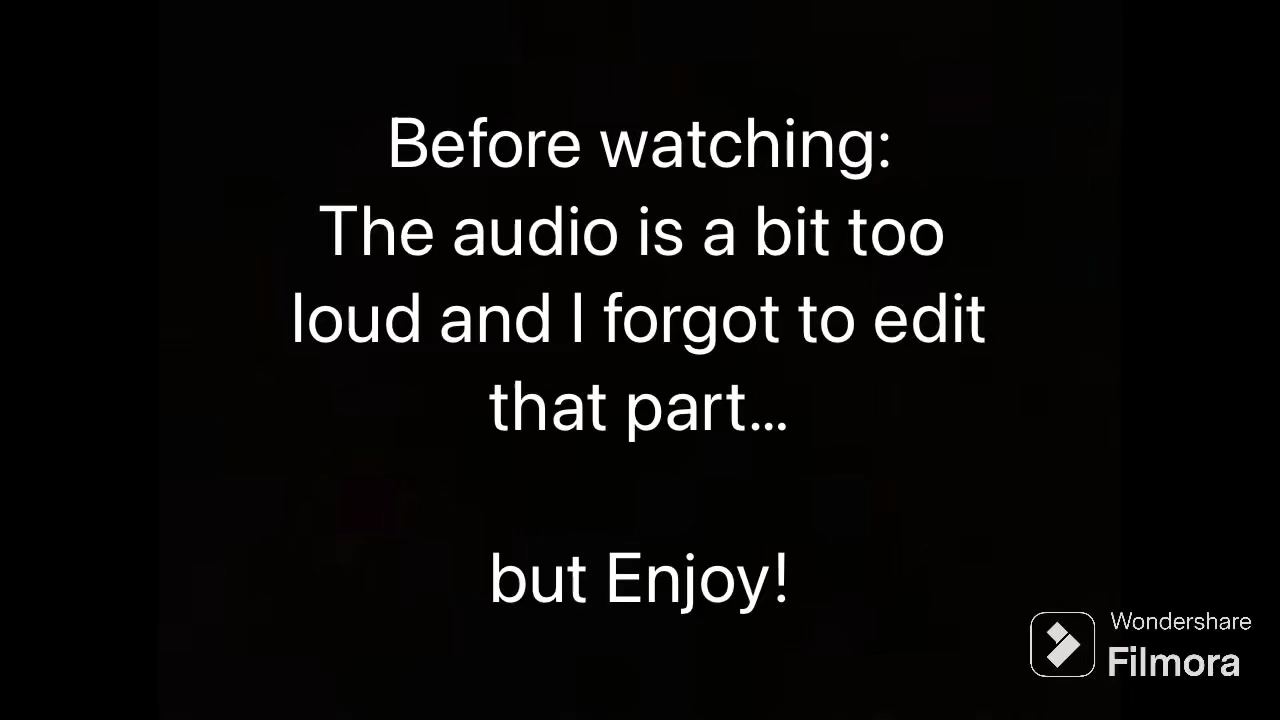 Before watching:
The audio is a bit too
loud and I forgot to edit
that part...
but Enjoy!
Wondershare
Filmora